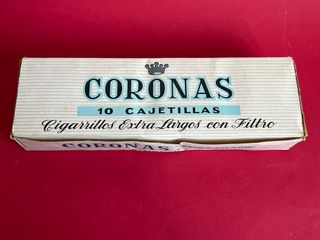 CORONAS
10 CAJETILLAS
Cigarrillos Extra Largos con Filtro
CORONAS